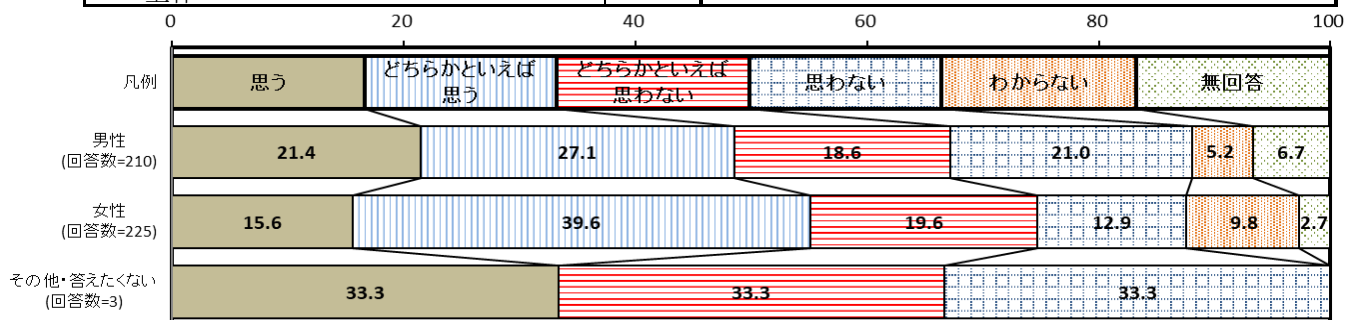 0 20 40 60 80 100
凡例 思う どちらかといえば思う どちらかといえば思わない 思わない わからない 無回答
男性
(回答数=210)
21.4 27.1 18.6 21.0 5.2 6.7
女性
(回答数=225)
15.6 39.6 19.6 12.9 9.8 2.7
その他・答えたくない
(回答数=3)
33.3 33.3 33.3